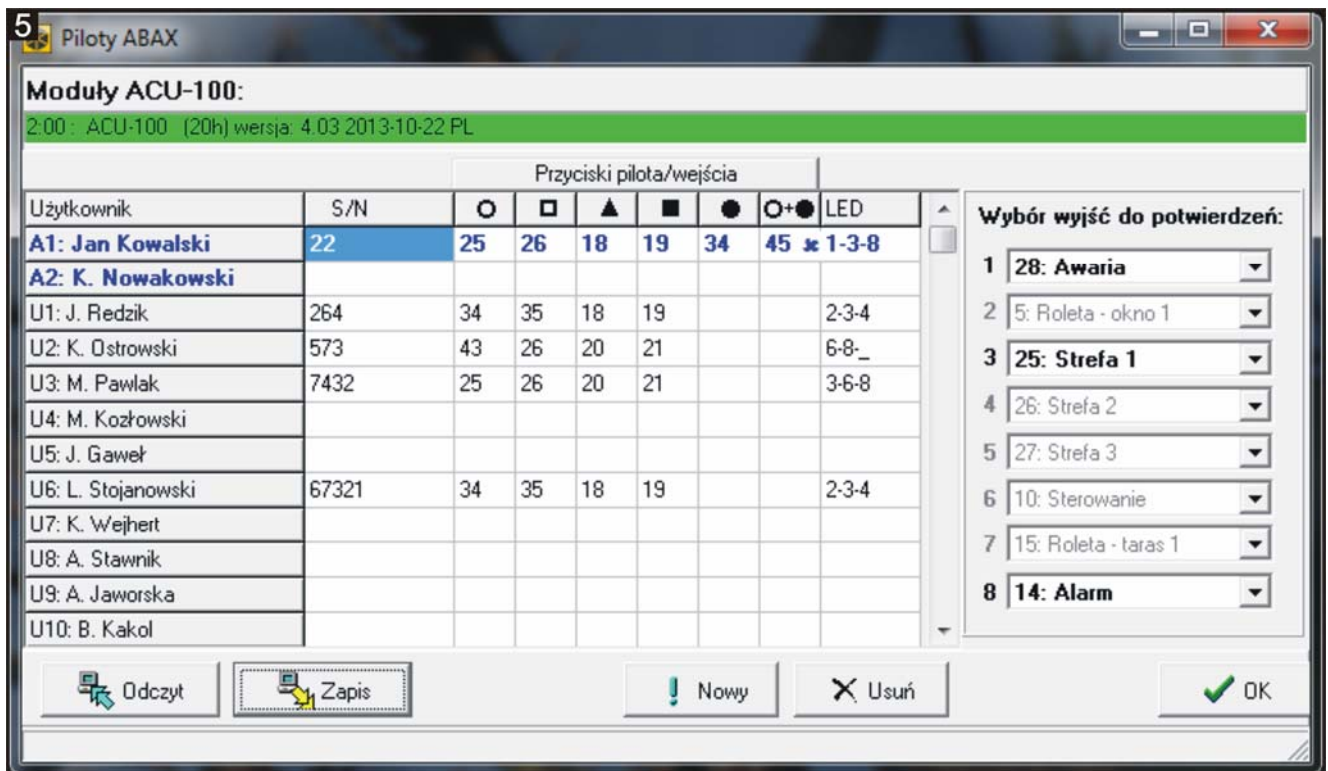 5
Piloty ABAX
Moduły ACU-100:
2:00 : ACU-100 (20h) wersja: 4.03 2013-10-22 PL
Przyciski pilota/wejścia
Użytkownik S/N O+● LED
A1: Jan Kowalski 22 25 26 18 19 34 45 × 1-3-8
A2: K. Nowakowski
U1: J. Redzik 264 34 35 18 19 2-3-4
U2: K. Ostrowski 573 43 26 20 21 6-8-_
U3: M. Pawlak 7432 25 26 20 21 3-6-8
U4: M. Kozłowski
U5: J. Gaweł
U6: L. Stojanowski 67321 34 35 18 19 2-3-4
U7: K. Wejhert
U8: A. Stawnik
U9: A. Jaworska
U10: B. Kakol
Wybór wyjść do potwierdzeń:
1 28: Awaria
2 5: Roleta - okno 1
3 25: Strefa 1
4 26: Strefa 2
5 27: Strefa 3
6 10: Sterowanie
7 15: Roleta - taras 1
8 14: Alarm
Odczyt Zapis Nowy Usuń OK